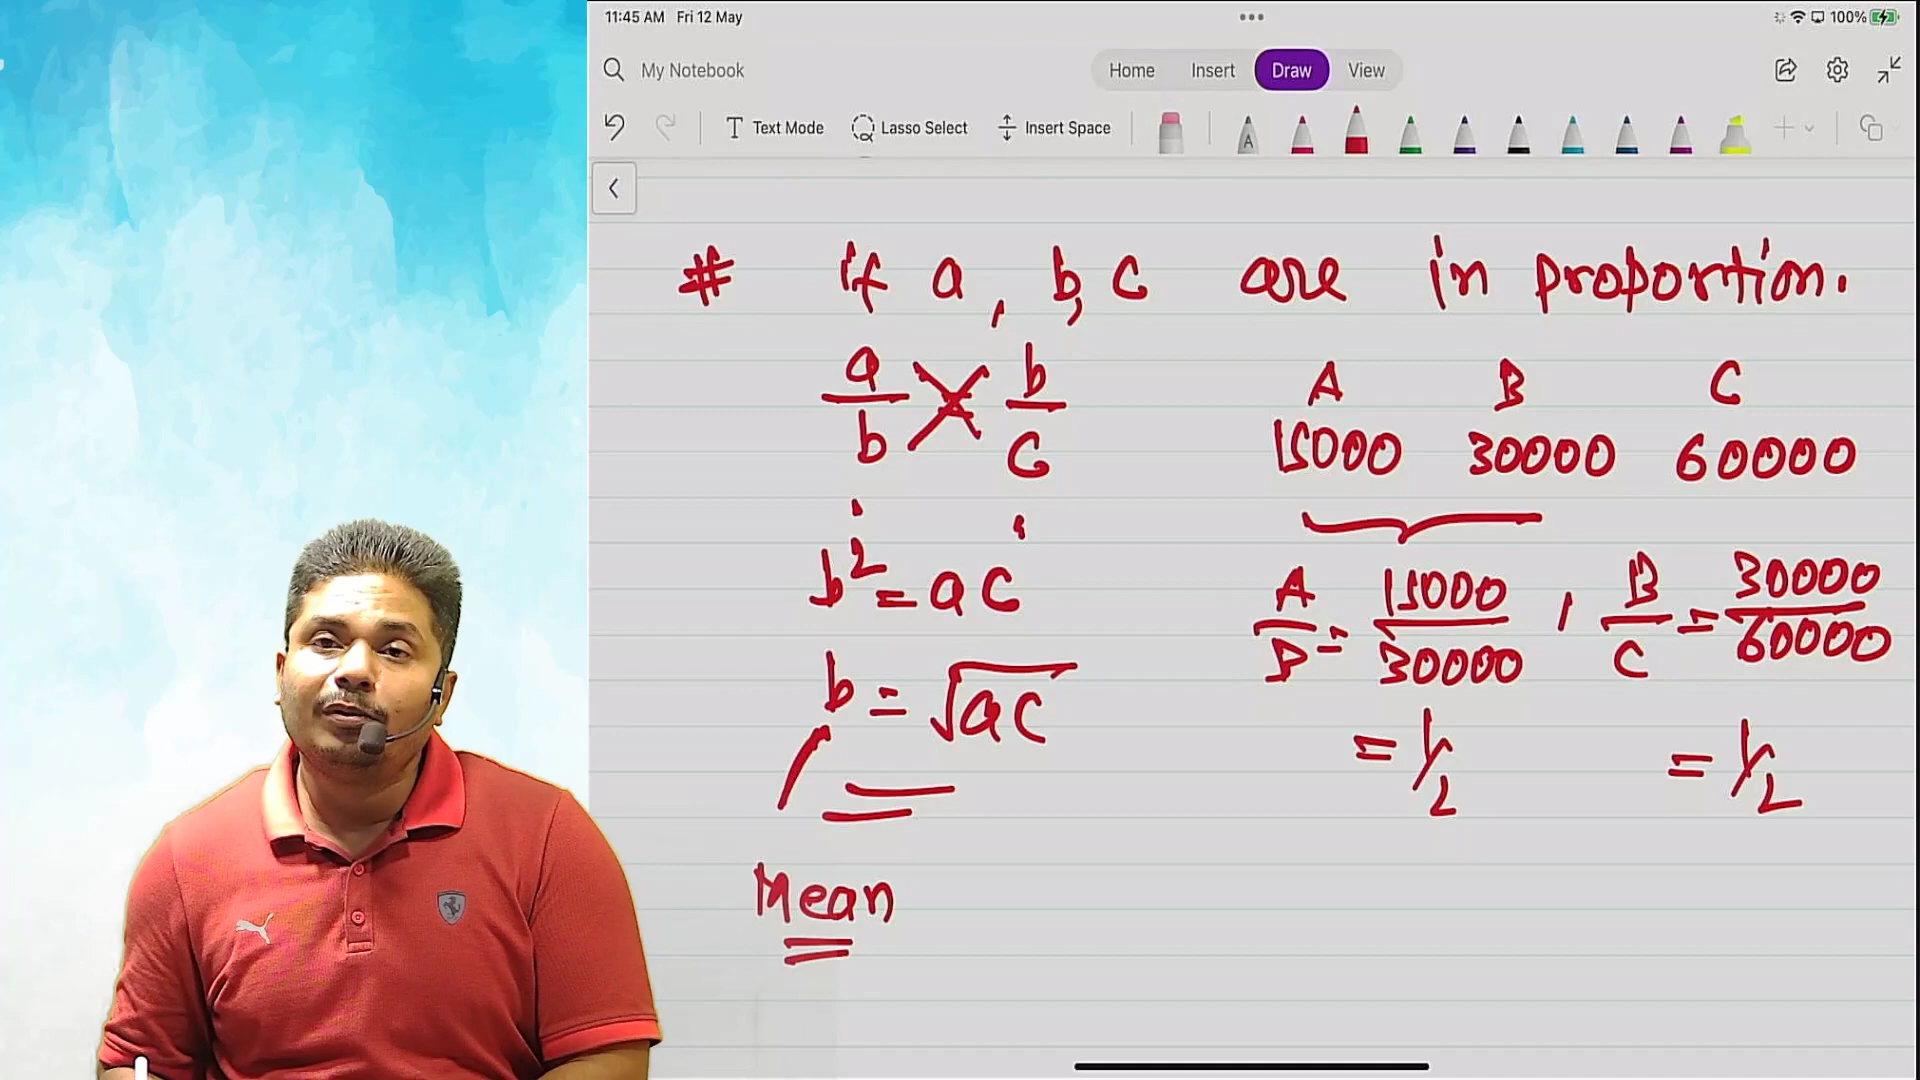 11:45 AM Fri 12 May 100%
My Notebook Home Insert Draw View
Text Mode Lasso Select Insert Space A
# if a, b, c are in proportion.
a/b b/c
A B C
15000 30000 60000
b² = ac
A/B = 15000/30000 , B/C = 30000/60000
b = √ac
= 1/2 = 1/2
Mean